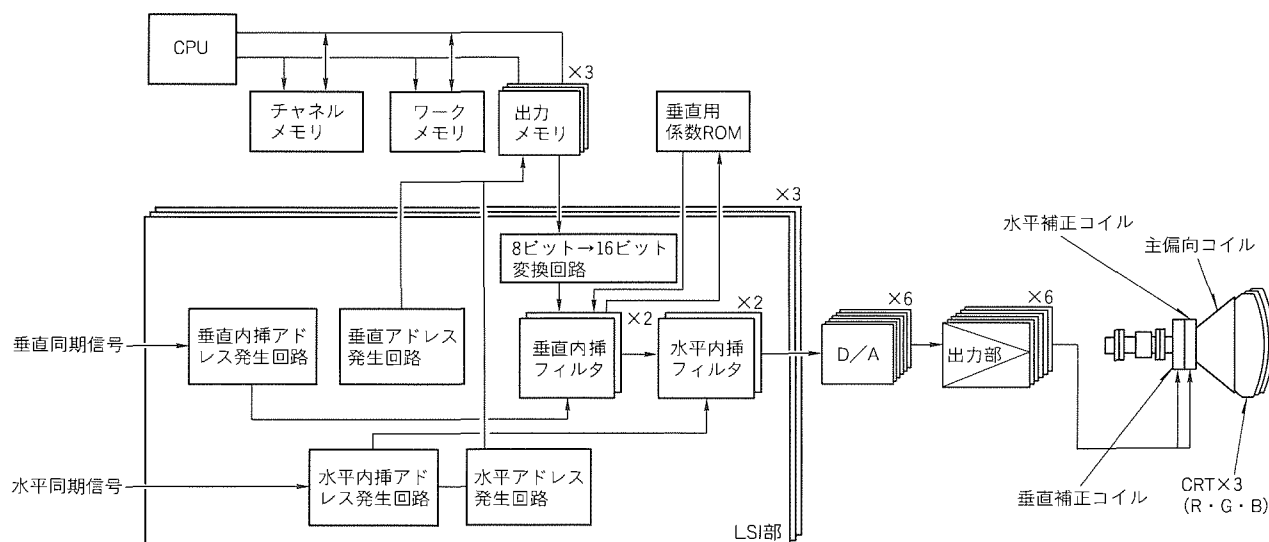 CPU
×3
チャネル
メモリ
ワーク
メモリ
出力
メモリ
垂直用
係数ROM
×3
8ビット→16ビット
変換回路
水平補正コイル
主偏向コイル
垂直同期信号
垂直内挿アド
レス発生回路
垂直アドレス
発生回路
垂直内挿
フィルタ
×2
水平内挿
フィルタ
×2
D/A
×6
出力部
×6
水平同期信号
水平内挿アド
レス発生回路
水平アドレス
発生回路
垂直補正コイル
CRT×3
(R・G・B)
LSI部